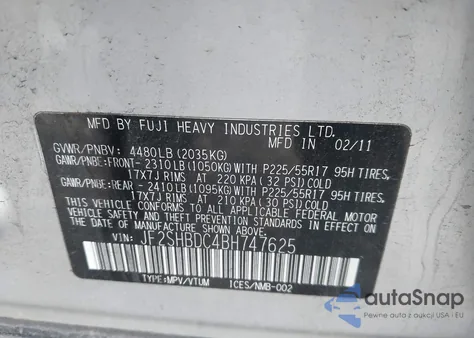 MFD BY FUJI HEAVY INDUSTRIES LTD.
MFD IN 02/11
GVWR/PNBV: 4480LB(2035KG)
GAWR/PNBE:FRONT- 2310LB(1050KG)WITH P225/55R17 95H TIRES,
17X7J RIMS AT 220 KPA(32 PSI)COLD
GAWR/PNBE:REAR - 2410LB(1095KG)WITH P225/55R17 95H TIRES,
17X7J RIMS AT 210 KPA(30 PSI)COLD
THIS VEHICLE CONFORMS TO ALL APPLICABLE FEDERAL MOTOR
VEHICLE SAFETY STANDARDS IN EFFECT ON
THE DATE OF MANUFACTURE SHOWN ABOVE.
VIN: JF2SHBDC4BH747625
TYPE:MPV/VTUM ICES/NMB-002
autoSnap
Pewne auto z USA i EU